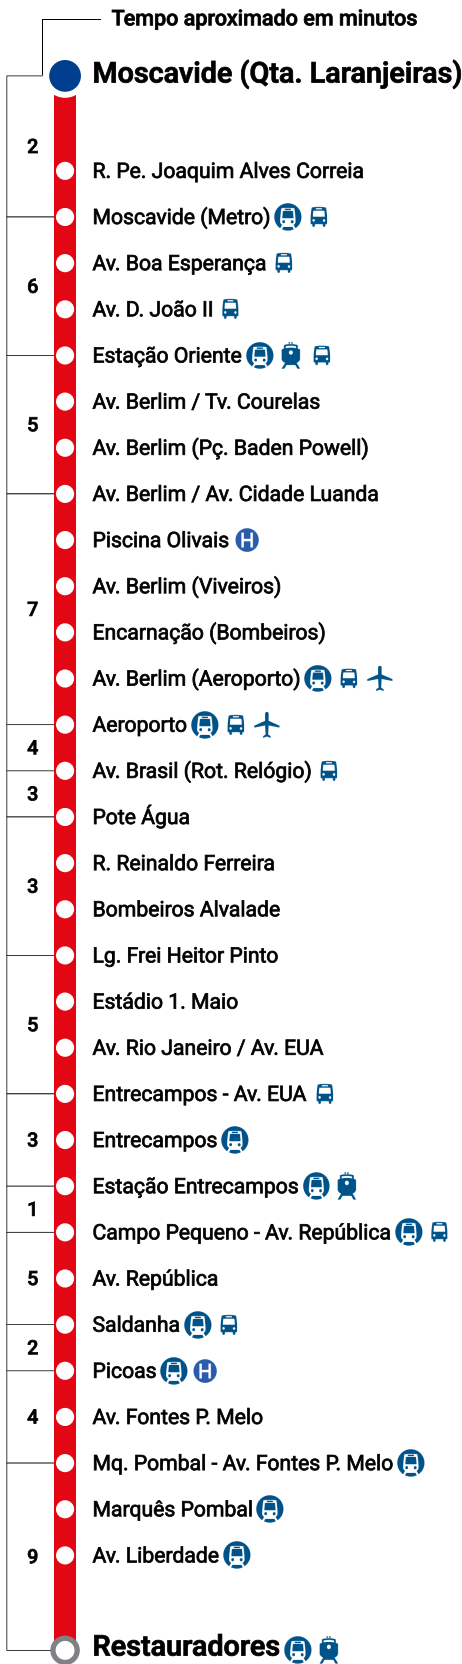 Tempo aproximado em minutos
Moscavide (Qta. Laranjeiras)
2
R. Pe. Joaquim Alves Correia
Moscavide (Metro)
Av. Boa Esperança
6
Av. D. João II
Estação Oriente
Av. Berlim / Tv. Courelas
5
Av. Berlim (Pç. Baden Powell)
Av. Berlim / Av. Cidade Luanda
Piscina Olivais H
Av. Berlim (Viveiros)
7
Encarnação (Bombeiros)
Av. Berlim (Aeroporto)
Aeroporto
4
Av. Brasil (Rot. Relógio)
3
Pote Água
R. Reinaldo Ferreira
3
Bombeiros Alvalade
Lg. Frei Heitor Pinto
Estádio 1. Maio
5
Av. Rio Janeiro / Av. EUA
Entrecampos - Av. EUA
3 Entrecampos
Estação Entrecampos
1
Campo Pequeno - Av. República
5 Av. República
Saldanha
2
Picoas H
4 Av. Fontes P. Melo
Mq. Pombal - Av. Fontes P. Melo
Marquês Pombal
9 Av. Liberdade
Restauradores